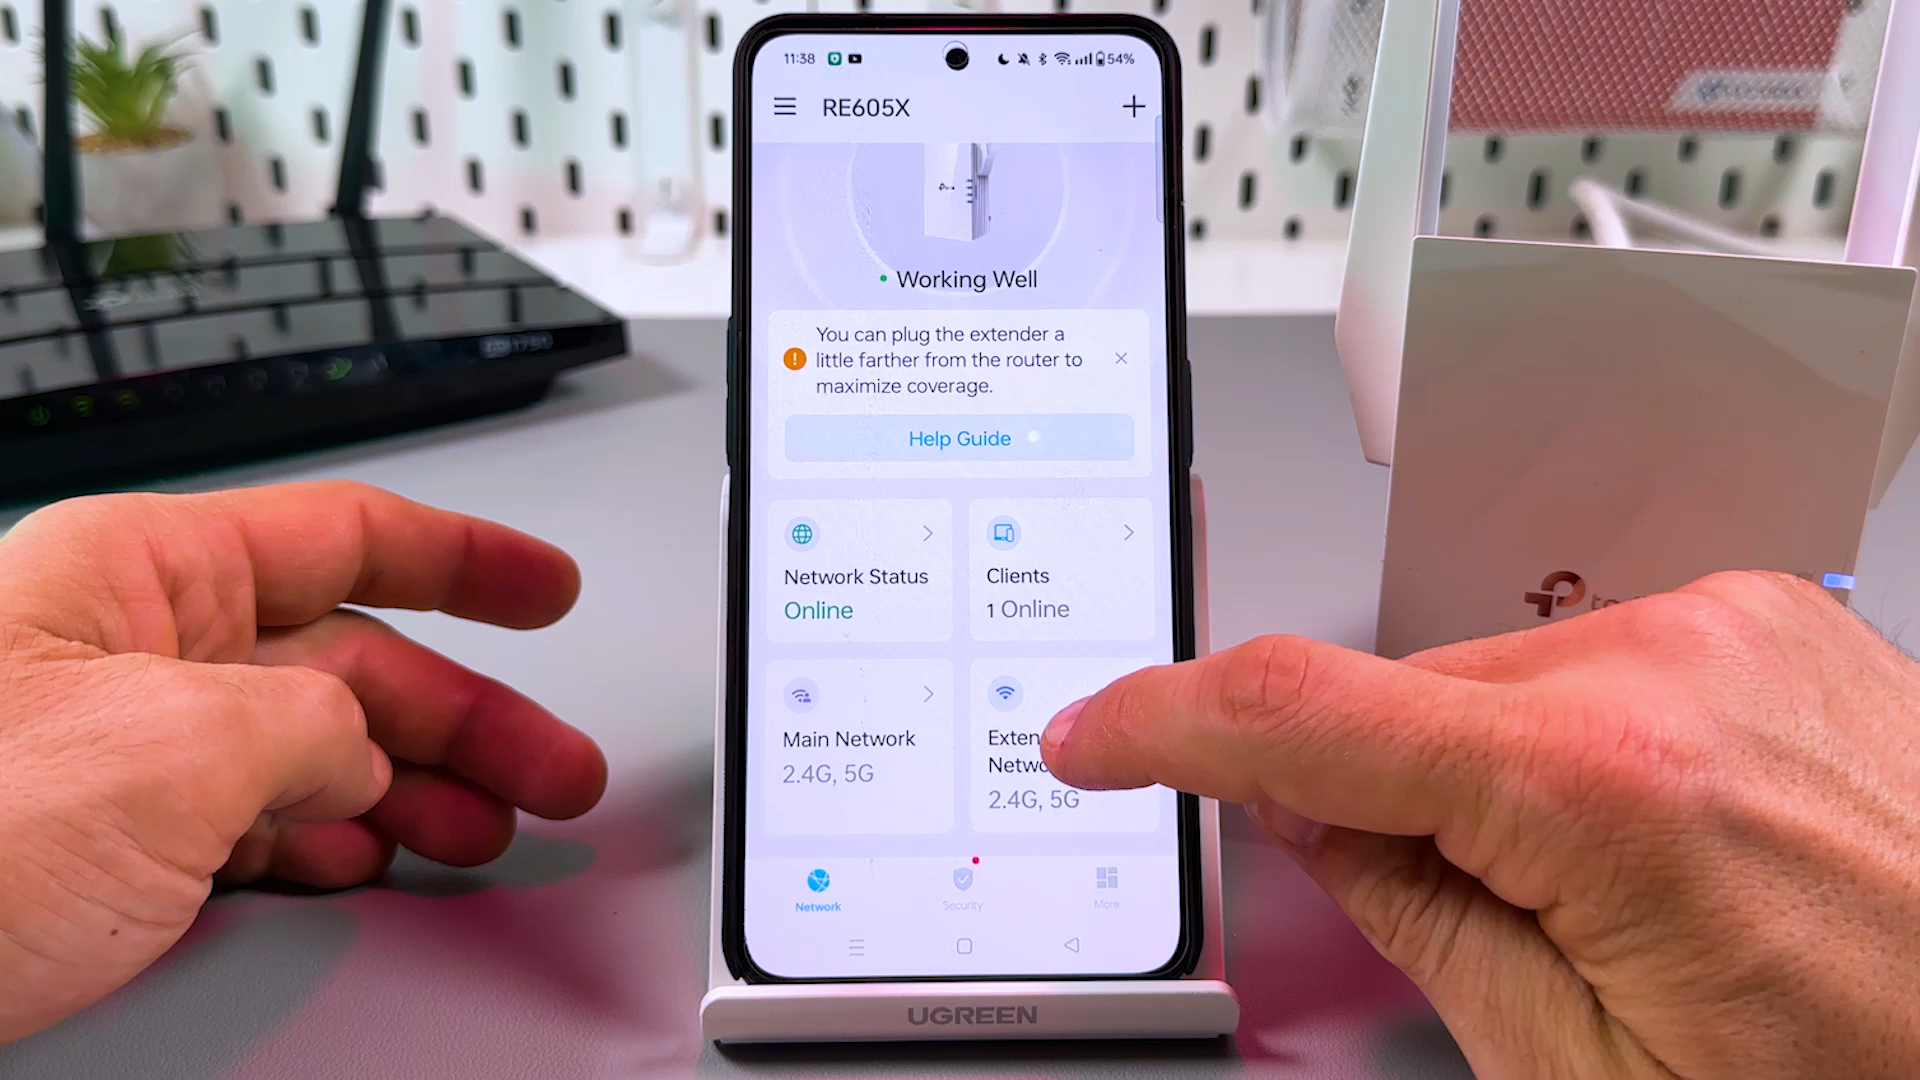 11:38
54%
RE605X
Working Well
You can plug the extender a
little farther from the router to
maximize coverage.
Help Guide
Network Status
Online
Clients
1 Online
Main Network
2.4G, 5G
Exten
Netwo
2.4G, 5G
Network
Security
More
UGREEN